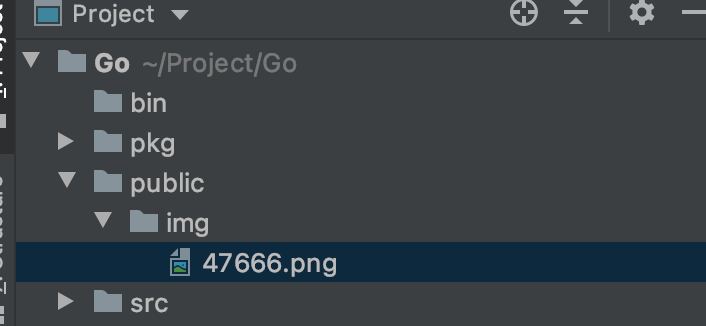 Project
Go ~/Project/Go
bin
pkg
public
img
47666.png
src